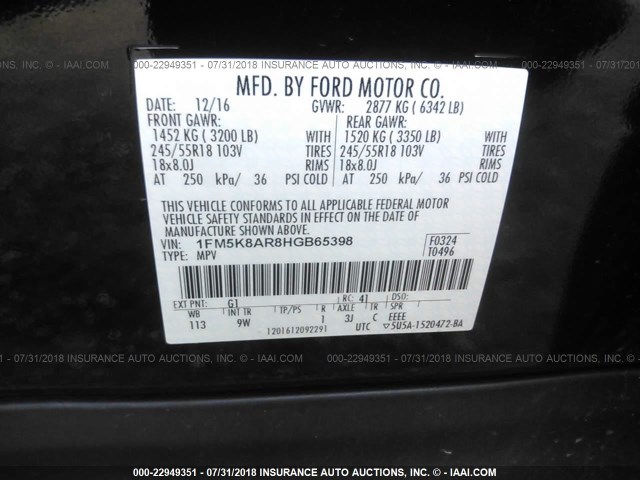 000-22949351 - 07/31/2018 INSURANCE AUTO AUCTIONS, INC. - IAAI.COM
MFD. BY FORD MOTOR CO.
DATE: 12/16 GVWR: 2877 KG ( 6342 LB)
FRONT GAWR: REAR GAWR:
1452 KG ( 3200 LB) WITH 1520 KG ( 3350 LB) WITH
245/55R18 103V TIRES 245/55R18 103V TIRES
18x8.0J RIMS 18x8.0J RIMS
AT 250 kPa/ 36 PSI COLD AT 250 kPa/ 36 PSI COLD
THIS VEHICLE CONFORMS TO ALL APPLICABLE FEDERAL MOTOR
VEHICLE SAFETY STANDARDS IN EFFECT ON THE DATE OF
MANUFACTURE SHOWN ABOVE.
VIN: 1FM5K8AR8HGB65398 F0324
TYPE: MPV T0496
EXT PNT: G1 RC: 41 DSO:
WB INT TR TP/PS R AXLE TR SPR
113 9W 1 3J C EEEE
1201612092291 UTC ▽5U5A-1520472-BA
000-22949351 - 07/31/2018 INSURANCE AUTO AUCTIONS, INC. - IAAI.COM
000-22949351 - 07/31/2018 INSURANCE AUTO AUCTIONS, INC. - IAAI.COM